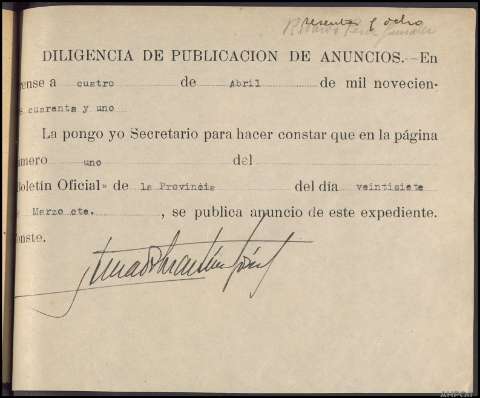 resenta y ocho
DILIGENCIA DE PUBLICACION DE ANUNCIOS.—En
ense a cuatro de Abril de mil novecien-
s cuarenta y uno
La pongo yo Secretario para hacer constar que en la página
úmero uno del
Boletín Oficial» de la Provincia del día veintisiete
e Marzo cte. , se publica anuncio de este expediente.
onste.